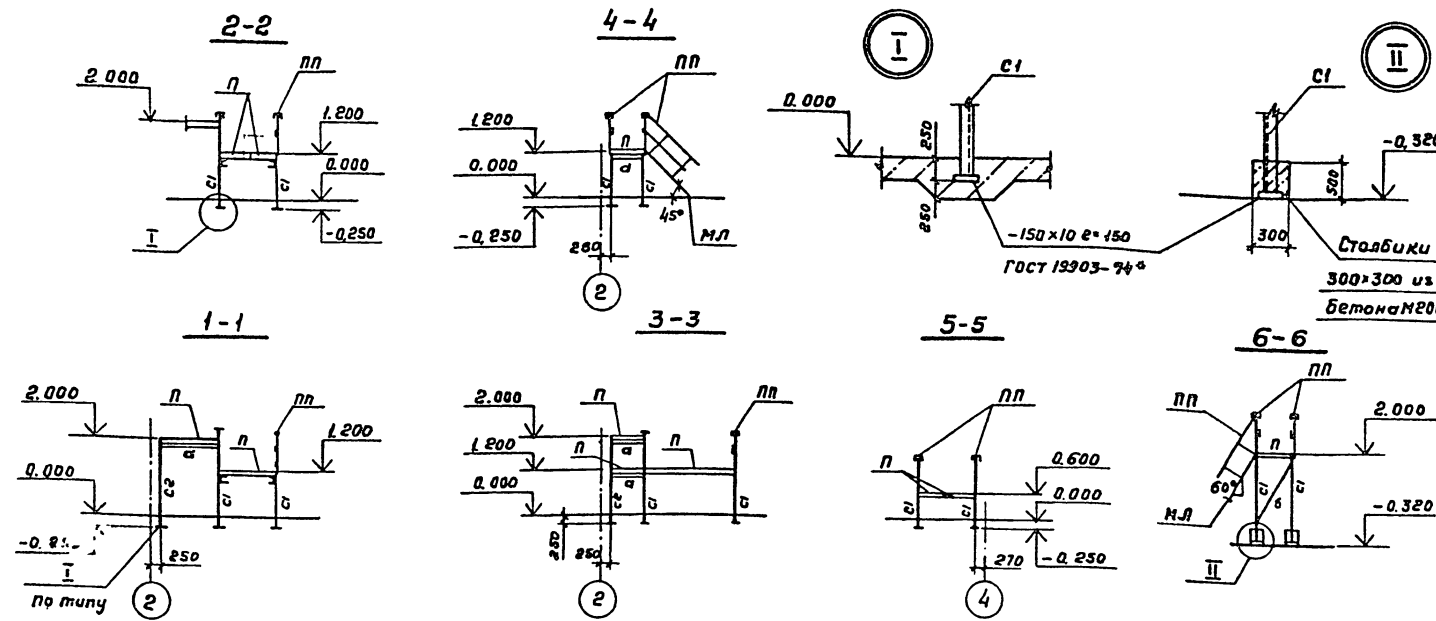 2-2
2.000
П
ПП
1.200
0.000
-0,250
С1
С1
I
4-4
ПП
1.200
П
а
0.000
С1
С1
-0,250
45°
260
МЛ
2
I
С1
0.000
250
250
-150×10 ℓ=150
ГОСТ 19903-74*
II
С1
-0,320
500
300
Столбики
300×300 из
бетона М200
1-1
2.000
П
ПП
П
1.200
а
0.000
С2
С1
С1
250
I
по типу
2
3-3
2.000
П
ПП
а
1.200
П
П
а
0.000
С2
С1
С1
250
250
2
5-5
ПП
П
0.600
0.000
С1
С1
-0,250
270
4
6-6
ПП
ПП
2.000
П
60°
С1
С1
б
МЛ
-0.320
II